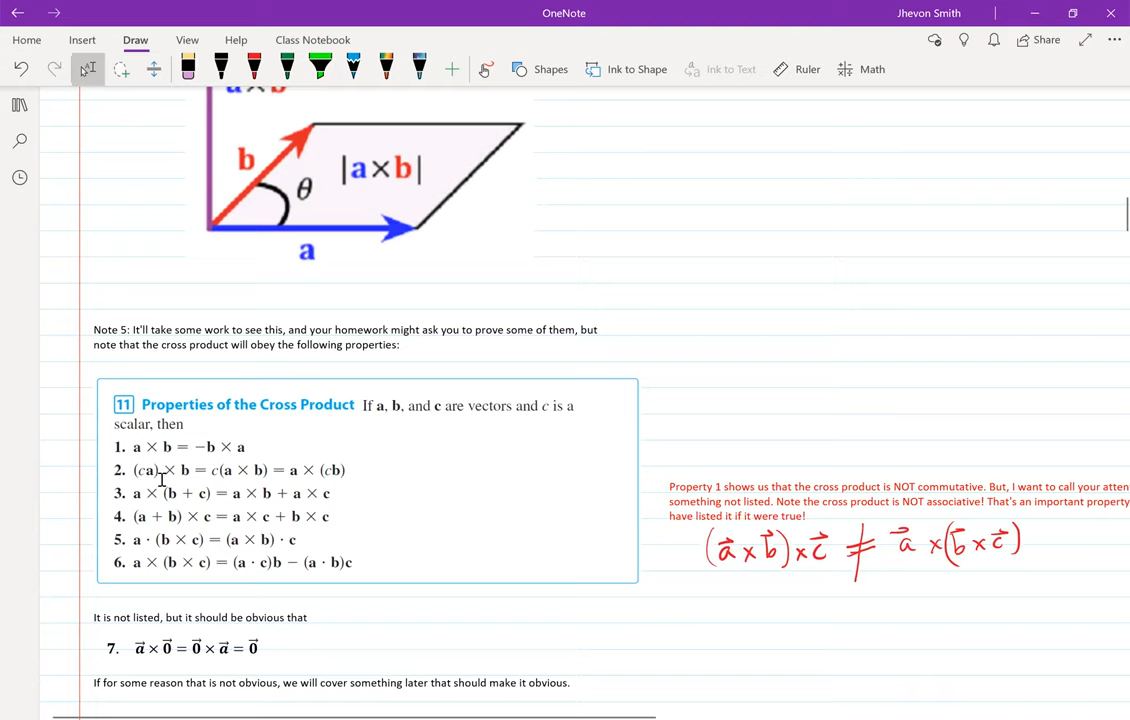 OneNote
Jhevon Smith
Home Insert Draw View Help Class Notebook
Share
Shapes
Ink to Shape
Ink to Text
Ruler
Math
a×b
b
θ
|a×b|
a
Note 5: It'll take some work to see this, and your homework might ask you to prove some of them, but
note that the cross product will obey the following properties:
11 Properties of the Cross Product If a, b, and c are vectors and c is a
scalar, then
1. a × b = −b × a
2. (ca) × b = c(a × b) = a × (cb)
3. a × (b + c) = a × b + a × c
4. (a + b) × c = a × c + b × c
5. a · (b × c) = (a × b) · c
6. a × (b × c) = (a · c)b − (a · b)c
Property 1 shows us that the cross product is NOT commutative. But, I want to call your atten
something not listed. Note the cross product is NOT associative! That's an important property
have listed it if it were true!
(a⃗ × b⃗) × c⃗ ≠ a⃗ × (b⃗ × c⃗)
It is not listed, but it should be obvious that
7. a⃗ × 0⃗ = 0⃗ × a⃗ = 0⃗
If for some reason that is not obvious, we will cover something later that should make it obvious.